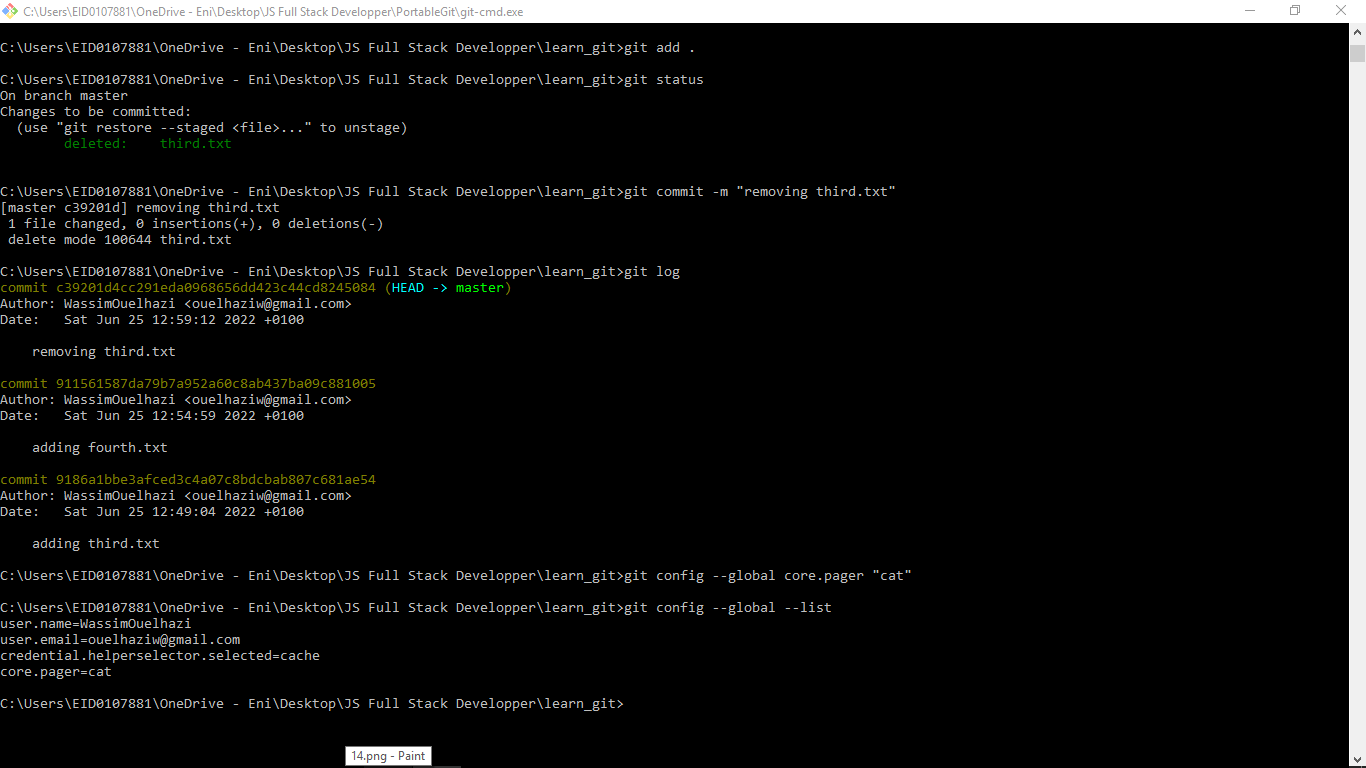 C:\Users\EID0107881\OneDrive - Eni\Desktop\JS Full Stack Developper\PortableGit\git-cmd.exe
C:\Users\EID0107881\OneDrive - Eni\Desktop\JS Full Stack Developper\learn_git>git add .
C:\Users\EID0107881\OneDrive - Eni\Desktop\JS Full Stack Developper\learn_git>git status
On branch master
Changes to be committed:
  (use "git restore --staged <file>..." to unstage)
        deleted:    third.txt
C:\Users\EID0107881\OneDrive - Eni\Desktop\JS Full Stack Developper\learn_git>git commit -m "removing third.txt"
[master c39201d] removing third.txt
 1 file changed, 0 insertions(+), 0 deletions(-)
 delete mode 100644 third.txt
C:\Users\EID0107881\OneDrive - Eni\Desktop\JS Full Stack Developper\learn_git>git log
commit c39201d4cc291eda0968656dd423c44cd8245084 (HEAD -> master)
Author: WassimOuelhazi <ouelhaziw@gmail.com>
Date:   Sat Jun 25 12:59:12 2022 +0100
    removing third.txt
commit 911561587da79b7a952a60c8ab437ba09c881005
Author: WassimOuelhazi <ouelhaziw@gmail.com>
Date:   Sat Jun 25 12:54:59 2022 +0100
    adding fourth.txt
commit 9186a1bbe3afced3c4a07c8bdcbab807c681ae54
Author: WassimOuelhazi <ouelhaziw@gmail.com>
Date:   Sat Jun 25 12:49:04 2022 +0100
    adding third.txt
C:\Users\EID0107881\OneDrive - Eni\Desktop\JS Full Stack Developper\learn_git>git config --global core.pager "cat"
C:\Users\EID0107881\OneDrive - Eni\Desktop\JS Full Stack Developper\learn_git>git config --global --list
user.name=WassimOuelhazi
user.email=ouelhaziw@gmail.com
credential.helperselector.selected=cache
core.pager=cat
C:\Users\EID0107881\OneDrive - Eni\Desktop\JS Full Stack Developper\learn_git>
14.png - Paint